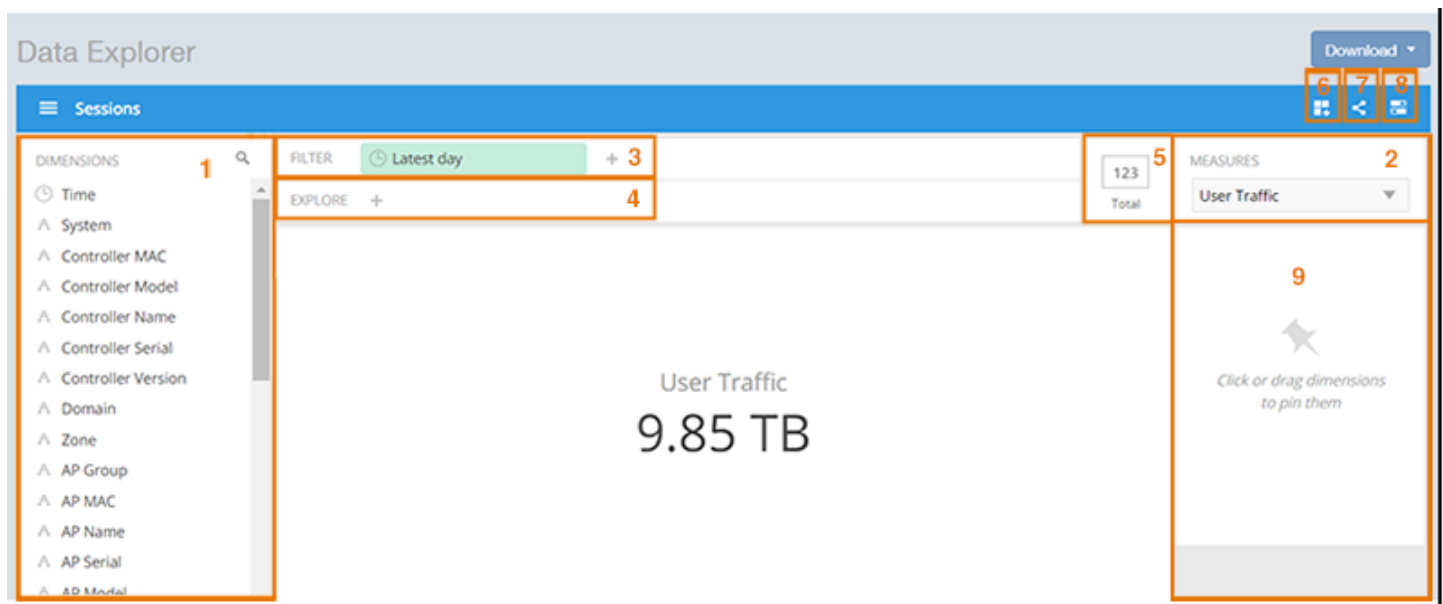 Data Explorer
Download
6 7 8
Sessions
DIMENSIONS
1
Time
System
Controller MAC
Controller Model
Controller Name
Controller Serial
Controller Version
Domain
Zone
AP Group
AP MAC
AP Name
AP Serial
AP Model
FILTER Latest day + 3
EXPLORE + 4
123 5
Total
MEASURES 2
User Traffic
User Traffic
9.85 TB
9
Click or drag dimensions
to pin them